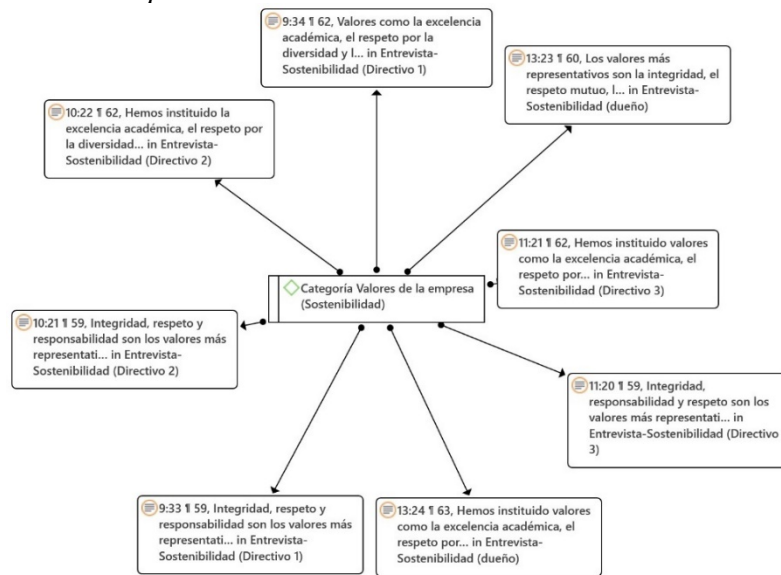 9:34 ¶ 62, Valores como la excelencia
académica, el respeto por la
diversidad y l... in Entrevista-
Sostenibilidad (Directivo 1)
13:23 ¶ 60, Los valores más
representativos son la integridad, el
respeto mutuo, l... in Entrevista-
Sostenibilidad (dueño)
10:22 ¶ 62, Hemos instituido la
excelencia académica, el respeto por
la diversidad... in Entrevista-
Sostenibilidad (Directivo 2)
11:21 ¶ 62, Hemos instituido valores
como la excelencia académica, el
respeto por... in Entrevista-
Sostenibilidad (Directivo 3)
Categoría Valores de la empresa
(Sostenibilidad)
10:21 ¶ 59, Integridad, respeto y
responsabilidad son los valores más
representati... in Entrevista-
Sostenibilidad (Directivo 2)
11:20 ¶ 59, Integridad,
responsabilidad y respeto son los
valores más representati... in
Entrevista-Sostenibilidad (Directivo
3)
9:33 ¶ 59, Integridad, respeto y
responsabilidad son los valores más
representati... in Entrevista-
Sostenibilidad (Directivo 1)
13:24 ¶ 63, Hemos instituido valores
como la excelencia académica, el
respeto por... in Entrevista-
Sostenibilidad (dueño)